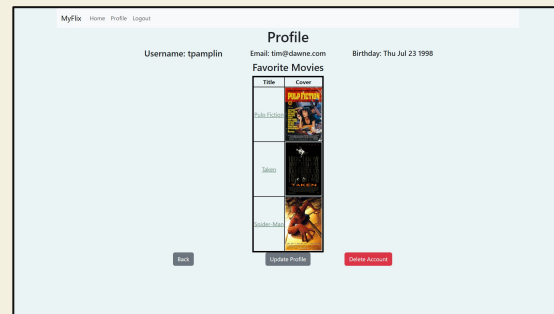 MyFlix Home Profile Logout
Profile
Username: tpamplin Email: tim@dawne.com Birthday: Thu Jul 23 1998
Favorite Movies
Title Cover
Pulp Fiction
PULP FICTION
Taken
TAKEN
Spider-Man
Back Update Profile Delete Account